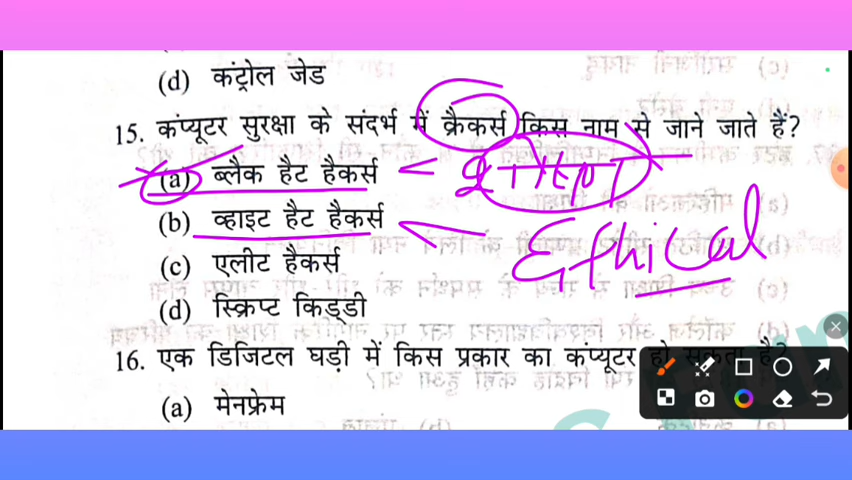 (d) कंट्रोल जेड
15. कंप्यूटर सुरक्षा के संदर्भ में क्रैकर्स किस नाम से जाने जाते हैं?
(a) ब्लैक हैट हैकर्स
(b) व्हाइट हैट हैकर्स
Ethical
(c) एलीट हैकर्स
(d) स्क्रिप्ट किड्डी
16. एक डिजिटल घड़ी में किस प्रकार का कंप्यूटर हो सकता है?
(a) मेनफ्रेम